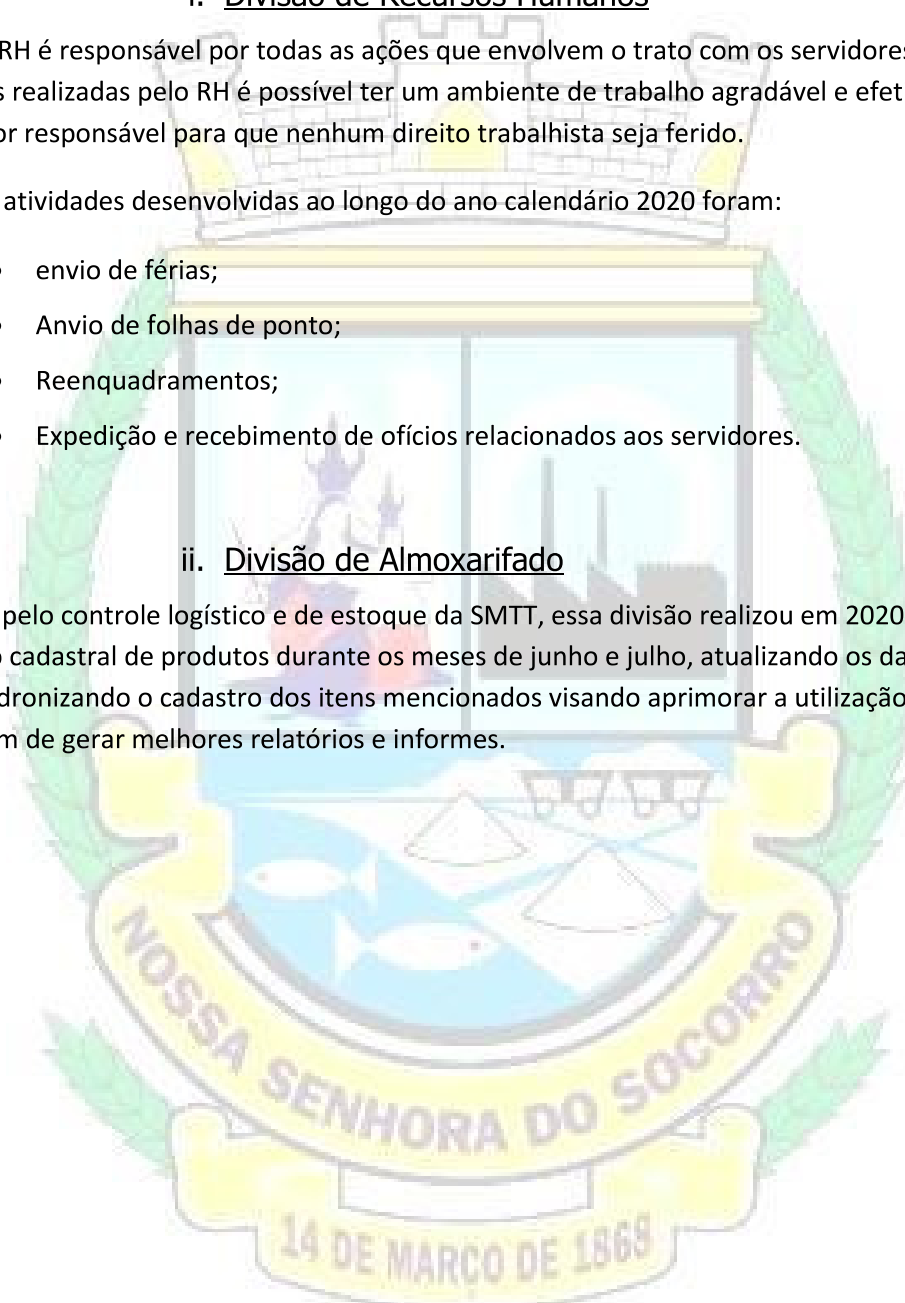 i. Divisão de Recursos Humanos
RH é responsável por todas as ações que envolvem o trato com os servidores
s realizadas pelo RH é possível ter um ambiente de trabalho agradável e efet
or responsável para que nenhum direito trabalhista seja ferido.
atividades desenvolvidas ao longo do ano calendário 2020 foram:
envio de férias;
Anvio de folhas de ponto;
Reenquadramentos;
Expedição e recebimento de ofícios relacionados aos servidores.
ii. Divisão de Almoxarifado
pelo controle logístico e de estoque da SMTT, essa divisão realizou em 2020
o cadastral de produtos durante os meses de junho e julho, atualizando os da
dronizando o cadastro dos itens mencionados visando aprimorar a utilização
m de gerar melhores relatórios e informes.
NOSSA SENHORA DO SOCORRO
14 DE MARÇO DE 1868